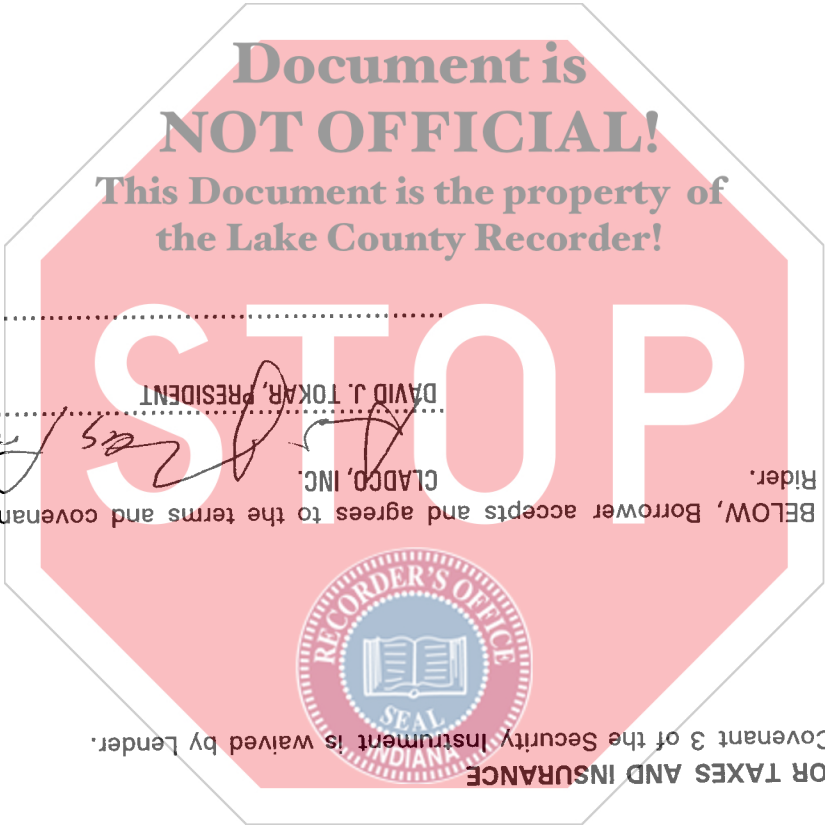 Document is
NOT OFFICIAL!
This Document is the property of
the Lake County Recorder!
STOP
RECORDER'S OFFICE
SEAL
INDIANA
OR TAXES AND INSURANCE
Covenant 3 of the Security Instrument is waived by Lender.
BELOW, Borrower accepts and agrees to the terms and covenan
Rider.
CLADCO, INC.
DAVID J. TOKAR, PRESIDENT